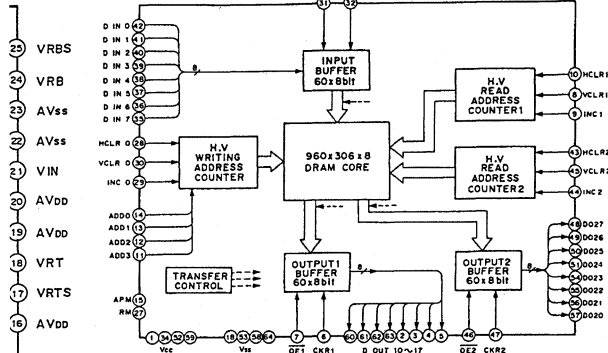 25 VRBS
24 VRB
23 AVss
22 AVss
21 VIN
20 AVDD
19 AVDD
18 VRT
17 VRTS
16 AVDD
31 32
D IN 0 42
D IN 1 41
D IN 2 40
D IN 3 39
D IN 4 38
D IN 5 37
D IN 6 36
D IN 7 35
8
INPUT
BUFFER
60x8bit
HCLR 0 28
VCLR 0 30
INC 0 29
H.V
WRITING
ADDRESS
COUNTER
ADD0 14
ADD1 13
ADD2 12
ADD3 11
960x306x8
DRAM CORE
H.V
READ
ADDRESS
COUNTER1
10 HCLR1
8 VCLR1
9 INC1
H.V
READ
ADDRESS
COUNTER2
43 HCLR2
45 VCLR2
44 INC2
TRANSFER
CONTROL
APM 15
RM 27
OUTPUT1
BUFFER
60x8bit
8
OUTPUT2
BUFFER
60x8bit
8
48 DO27
49 DO26
50 DO25
51 DO24
54 DO23
55 DO22
56 DO21
57 DO20
1 34 52 59
Vcc
18 33 53 58 64
Vss
7 6
OE1 CKR1
60 61 62 63 2 3 4 5
D OUT 10~17
46 47
OE2 CKR2